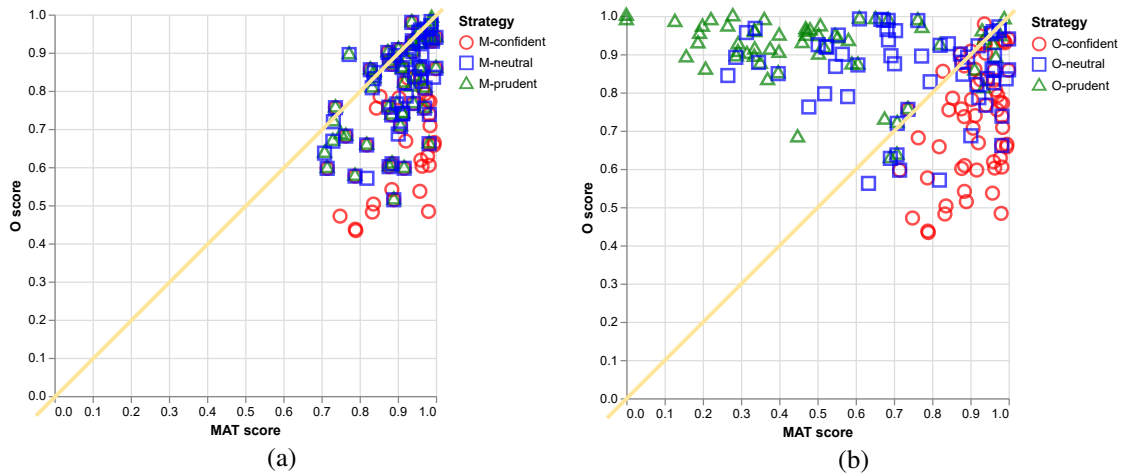 1.0
0.9
0.8
0.7
0.6
0.5
0.4
0.3
0.2
0.1
0.0
O score
0.0 0.1 0.2 0.3 0.4 0.5 0.6 0.7 0.8 0.9 1.0
MAT score
Strategy
M-confident
M-neutral
M-prudent
(a)
1.0
0.9
0.8
0.7
0.6
0.5
0.4
0.3
0.2
0.1
0.0
O score
0.0 0.1 0.2 0.3 0.4 0.5 0.6 0.7 0.8 0.9 1.0
MAT score
Strategy
O-confident
O-neutral
O-prudent
(b)